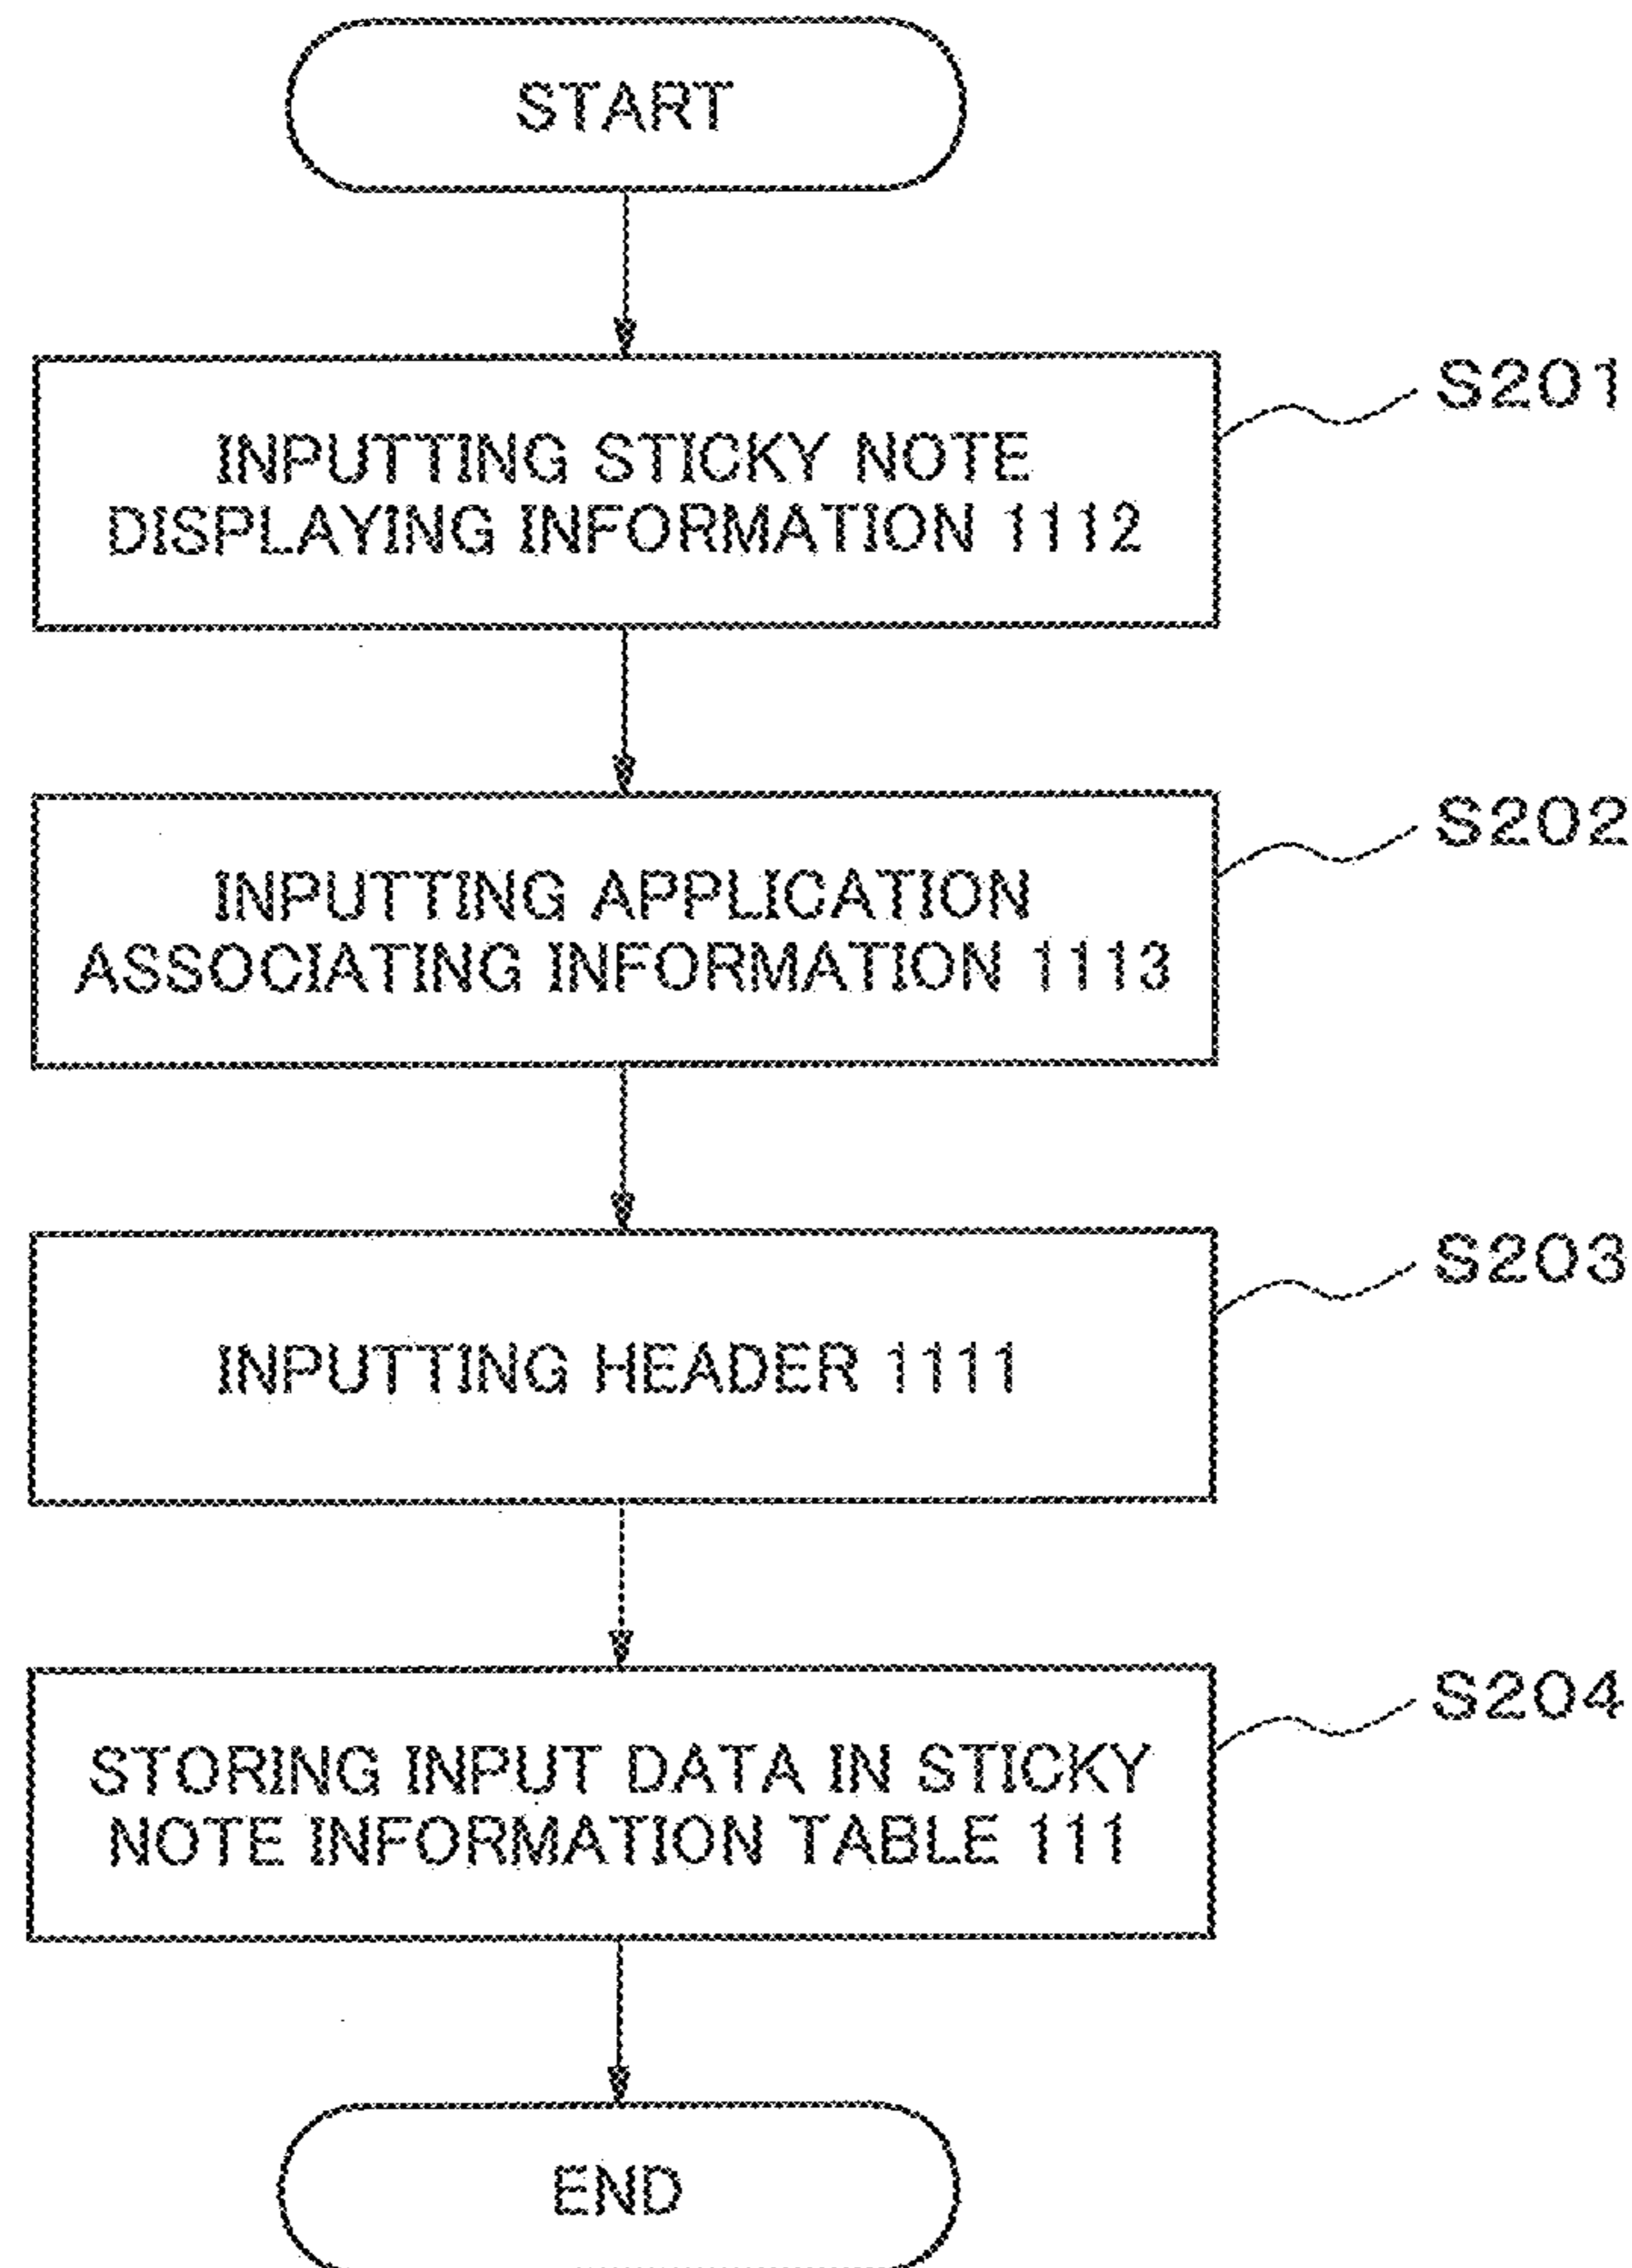 START
INPUTTING STICKY NOTE
DISPLAYING INFORMATION 1112
S201
INPUTTING APPLICATION
ASSOCIATING INFORMATION 1113
S202
INPUTTING HEADER 1111
S203
STORING INPUT DATA IN STICKY
NOTE INFORMATION TABLE 111
S204
END